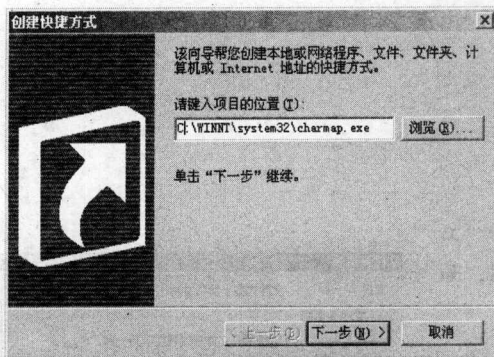 创建快捷方式
该向导帮您创建本地或网络程序、文件、文件夹、计
算机或 Internet 地址的快捷方式。
请键入项目的位置(T):
C:\WINNT\system32\charmap.exe
浏览(R)...
单击“下一步”继续。
< 上一步(B)
下一步(N) >
取消